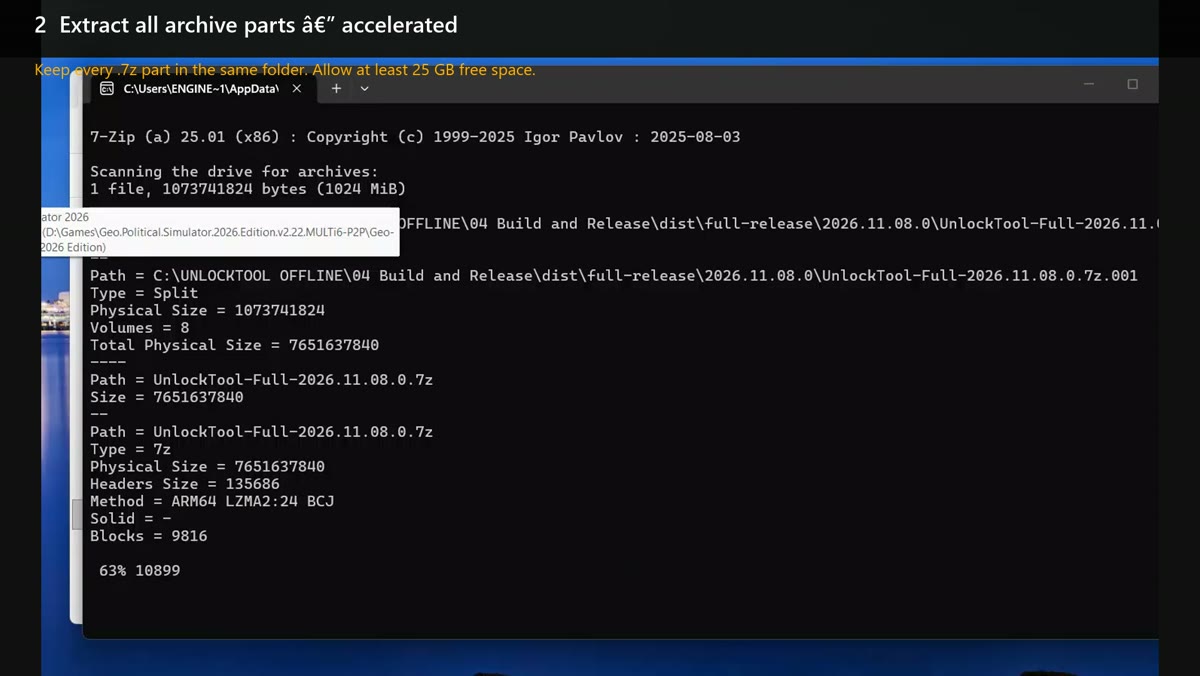 2 Extract all archive parts â€” accelerated
Keep every .7z part in the same folder. Allow at least 25 GB free space.
C:\Users\ENGINE~1\AppData\
7-Zip (a) 25.01 (x86) : Copyright (c) 1999-2025 Igor Pavlov : 2025-08-03
Scanning the drive for archives:
1 file, 1073741824 bytes (1024 MiB)
ator 2026
(D:\Games\Geo.Political.Simulator.2026.Edition.v2.22.MULTi6-P2P\Geo-
2026 Edition)
OFFLINE\04 Build and Release\dist\full-release\2026.11.08.0\UnlockTool-Full-2026.11.
--
Path = C:\UNLOCKTOOL OFFLINE\04 Build and Release\dist\full-release\2026.11.08.0\UnlockTool-Full-2026.11.08.0.7z.001
Type = Split
Physical Size = 1073741824
Volumes = 8
Total Physical Size = 7651637840
----
Path = UnlockTool-Full-2026.11.08.0.7z
Size = 7651637840
--
Path = UnlockTool-Full-2026.11.08.0.7z
Type = 7z
Physical Size = 7651637840
Headers Size = 135686
Method = ARM64 LZMA2:24 BCJ
Solid = -
Blocks = 9816
63% 10899